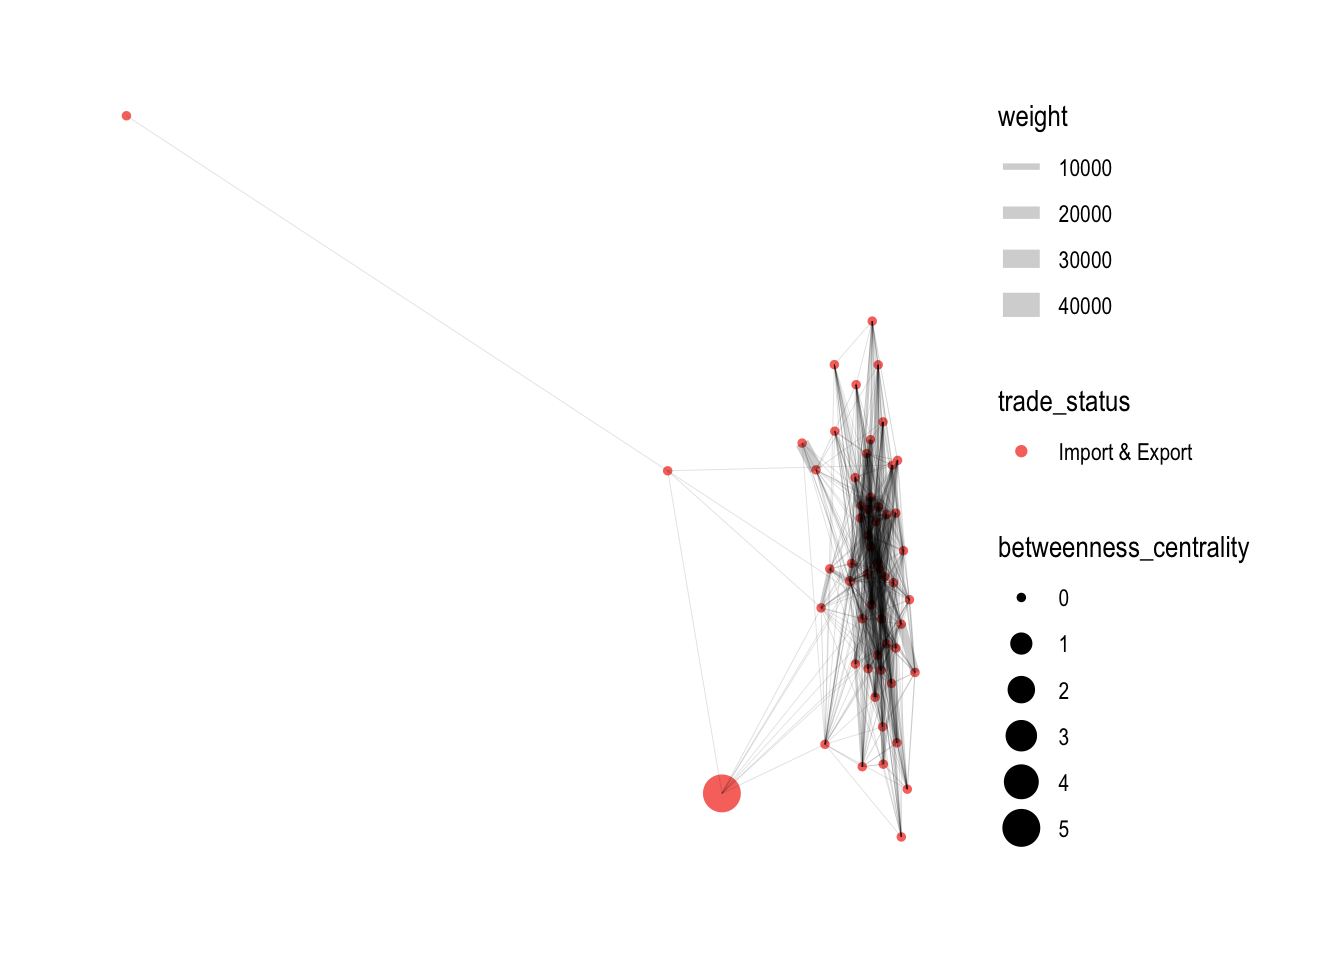 weight
10000
20000
30000
40000
trade_status
Import & Export
betweenness_centrality
0
1
2
3
4
5